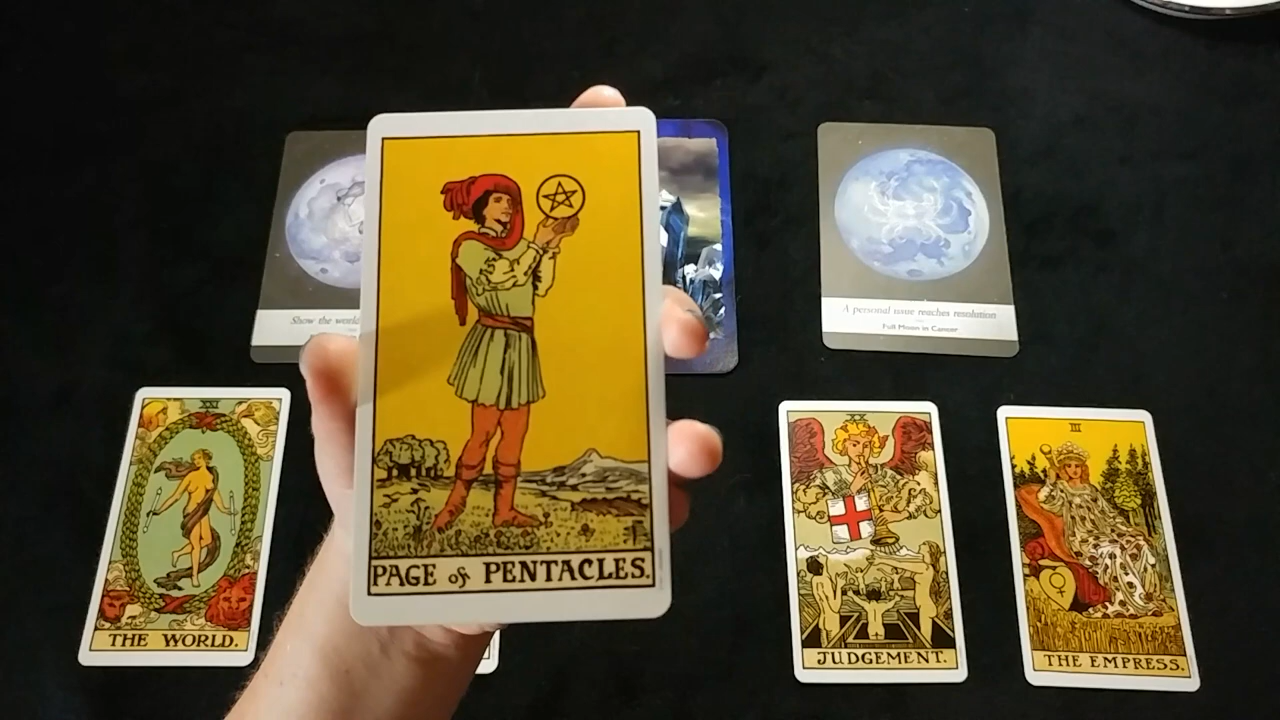 Show the world
A personal issue reaches resolution
Full Moon in Cancer
PAGE of PENTACLES.
XXI
THE WORLD.
XX
JUDGEMENT.
III
THE EMPRESS.